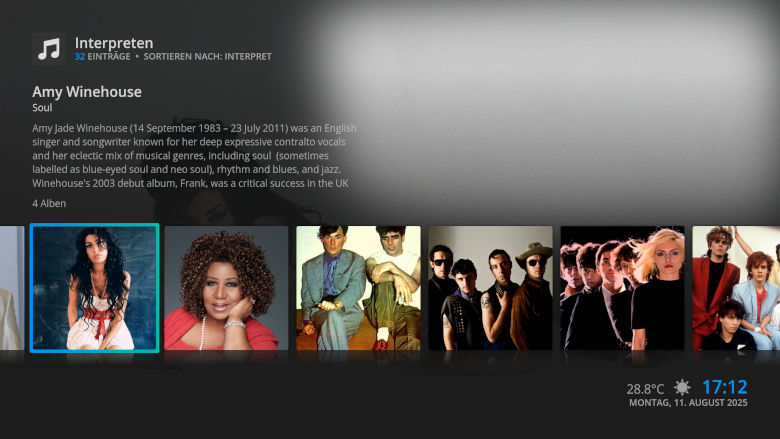 Interpreten
32 EINTRÄGE • SORTIEREN NACH: INTERPRET
Amy Winehouse
Soul
Amy Jade Winehouse (14 September 1983 – 23 July 2011) was an English
singer and songwriter known for her deep expressive contralto vocals
and her eclectic mix of musical genres, including soul  (sometimes
labelled as blue-eyed soul and neo soul), rhythm and blues, and jazz.
Winehouse's 2003 debut album, Frank, was a critical success in the UK
4 Alben
28.8°C 17:12
MONTAG, 11. AUGUST 2025